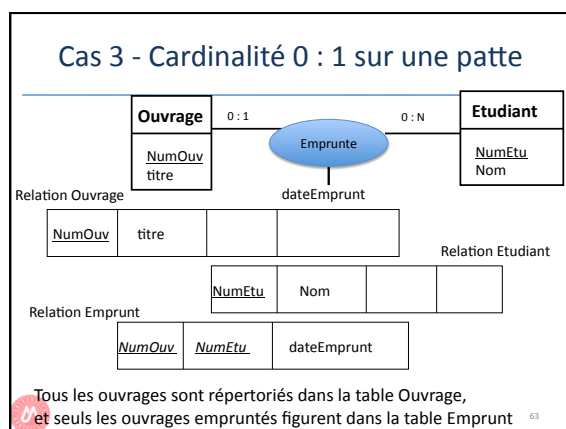 Cas 3 - Cardinalité 0 : 1 sur une patte
Ouvrage
0 : 1
Emprunte
0 : N
Etudiant
NumOuv
titre
NumEtu
Nom
dateEmprunt
Relation Ouvrage
NumOuv titre
Relation Etudiant
NumEtu Nom
Relation Emprunt
NumOuv NumEtu dateEmprunt
Tous les ouvrages sont répertoriés dans la table Ouvrage,
et seuls les ouvrages empruntés figurent dans la table Emprunt
63